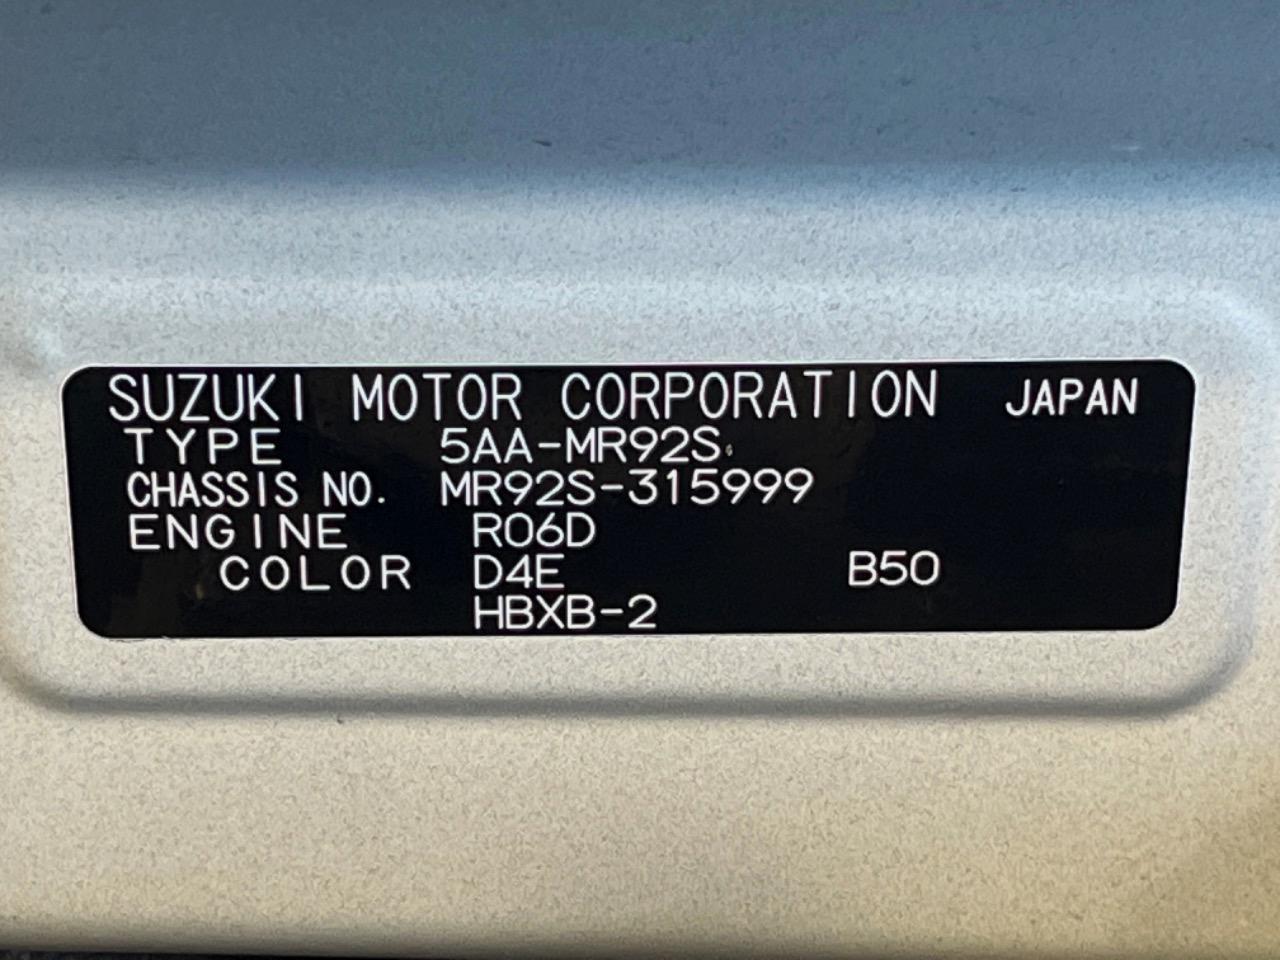 SUZUKI MOTOR CORPORATION JAPAN
TYPE 5AA-MR92S
CHASSIS NO. MR92S-315999
ENGINE R06D
COLOR D4E B50
HBXB-2